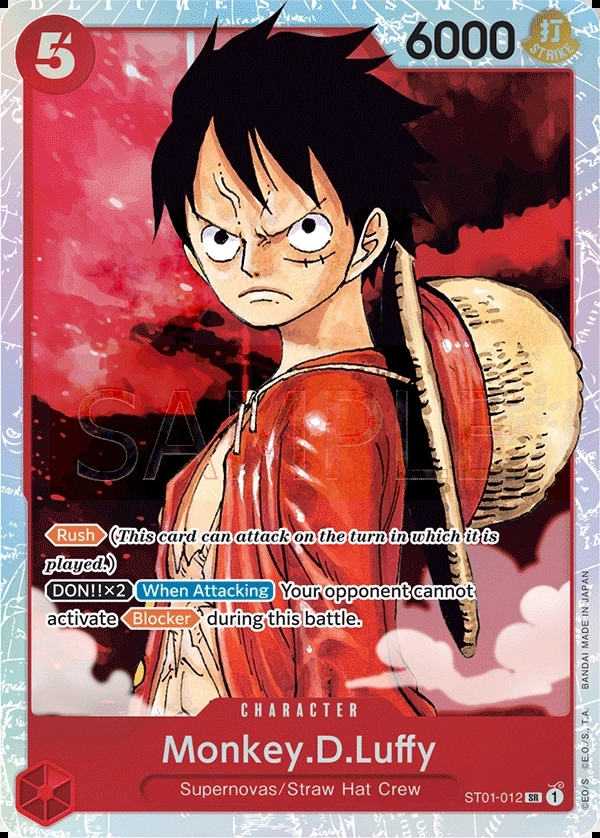 5
6000
打
STRIKE
SAMPLE
Rush (This card can attack on the turn in which it is
played.)
DON!!×2 When Attacking Your opponent cannot
activate Blocker during this battle.
CHARACTER
Monkey.D.Luffy
Supernovas/Straw Hat Crew
ST01-012 SR 1
©E.O./S. ©E.O./S., T.A. BANDAI MADE IN JAPAN